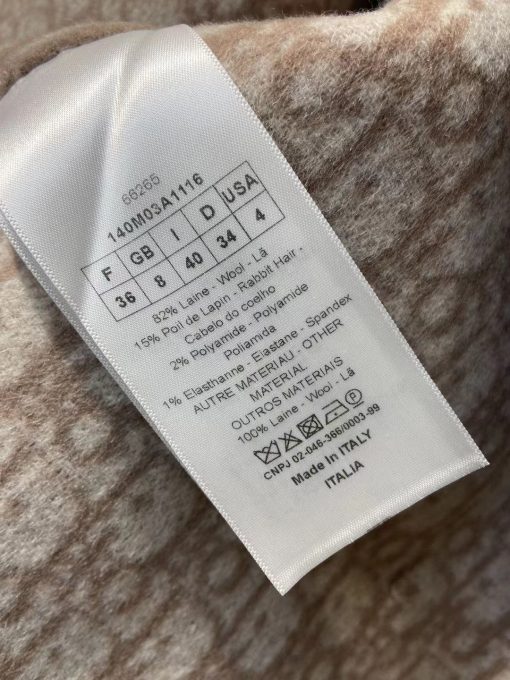 66265
140M03A1116
F GB I D USA
36 8 40 34 4
82% Laine - Wool - Lã
15% Poil de Lapin - Rabbit Hair -
Cabelo do coelho
2% Polyamide - Polyamide
Poliamida
1% Elasthanne - Elastane - Spandex
AUTRE MATERIAU - OTHER
MATERIAL
OUTROS MATERIAIS
100% Laine - Wool - Lã
P
CNPJ 02-046-366/0003-99
Made In ITALY
ITALIA